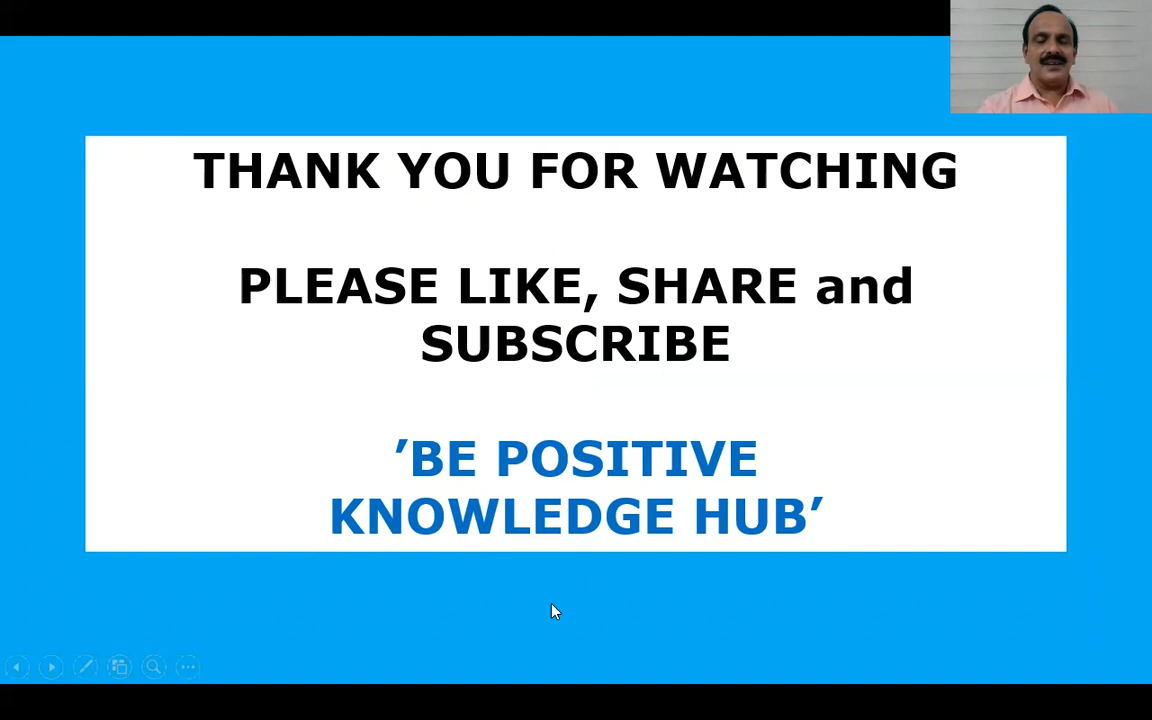 THANK YOU FOR WATCHING
PLEASE LIKE, SHARE and
SUBSCRIBE
’BE POSITIVE
KNOWLEDGE HUB’